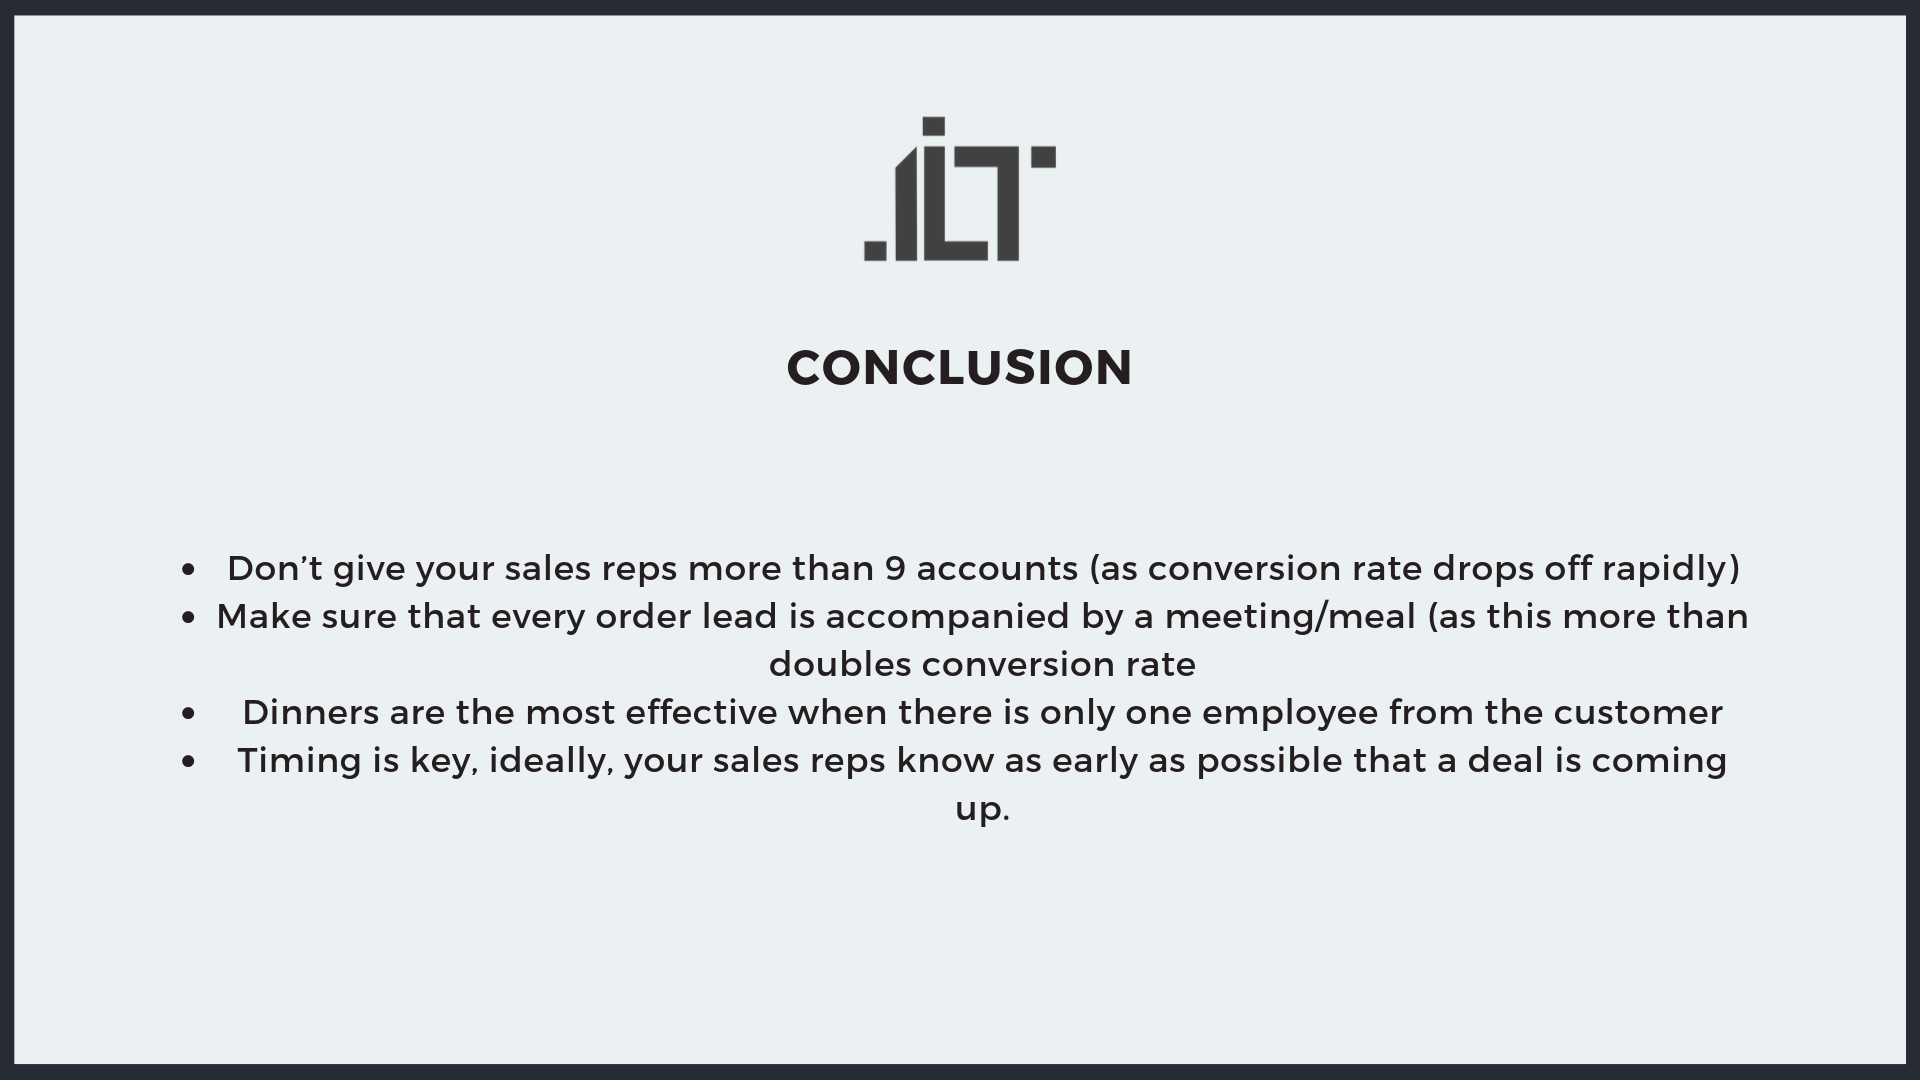 CONCLUSION
• Don’t give your sales reps more than 9 accounts (as conversion rate drops off rapidly)
• Make sure that every order lead is accompanied by a meeting/meal (as this more than
doubles conversion rate
• Dinners are the most effective when there is only one employee from the customer
• Timing is key, ideally, your sales reps know as early as possible that a deal is coming
up.